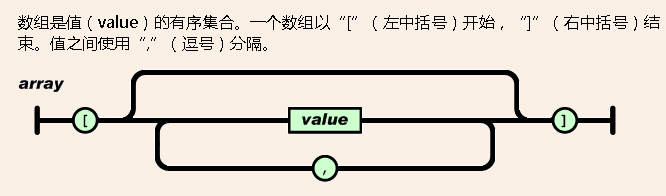 数组是值（value）的有序集合。一个数组以“[”（左中括号）开始，“]”（右中括号）结
束。值之间使用“,”（逗号）分隔。
array
[ value ]
,